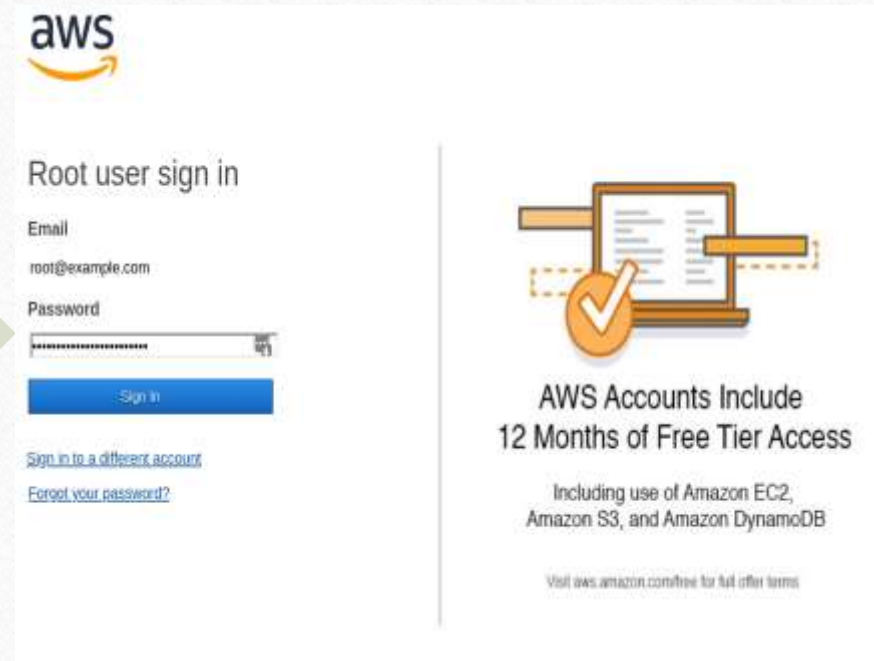 aws
Root user sign in
Email
root@example.com
Password
Sign In
Sign in to a different account
Forgot your password?
AWS Accounts Include
12 Months of Free Tier Access
Including use of Amazon EC2,
Amazon S3, and Amazon DynamoDB
Visit aws.amazon.com/free for full offer terms